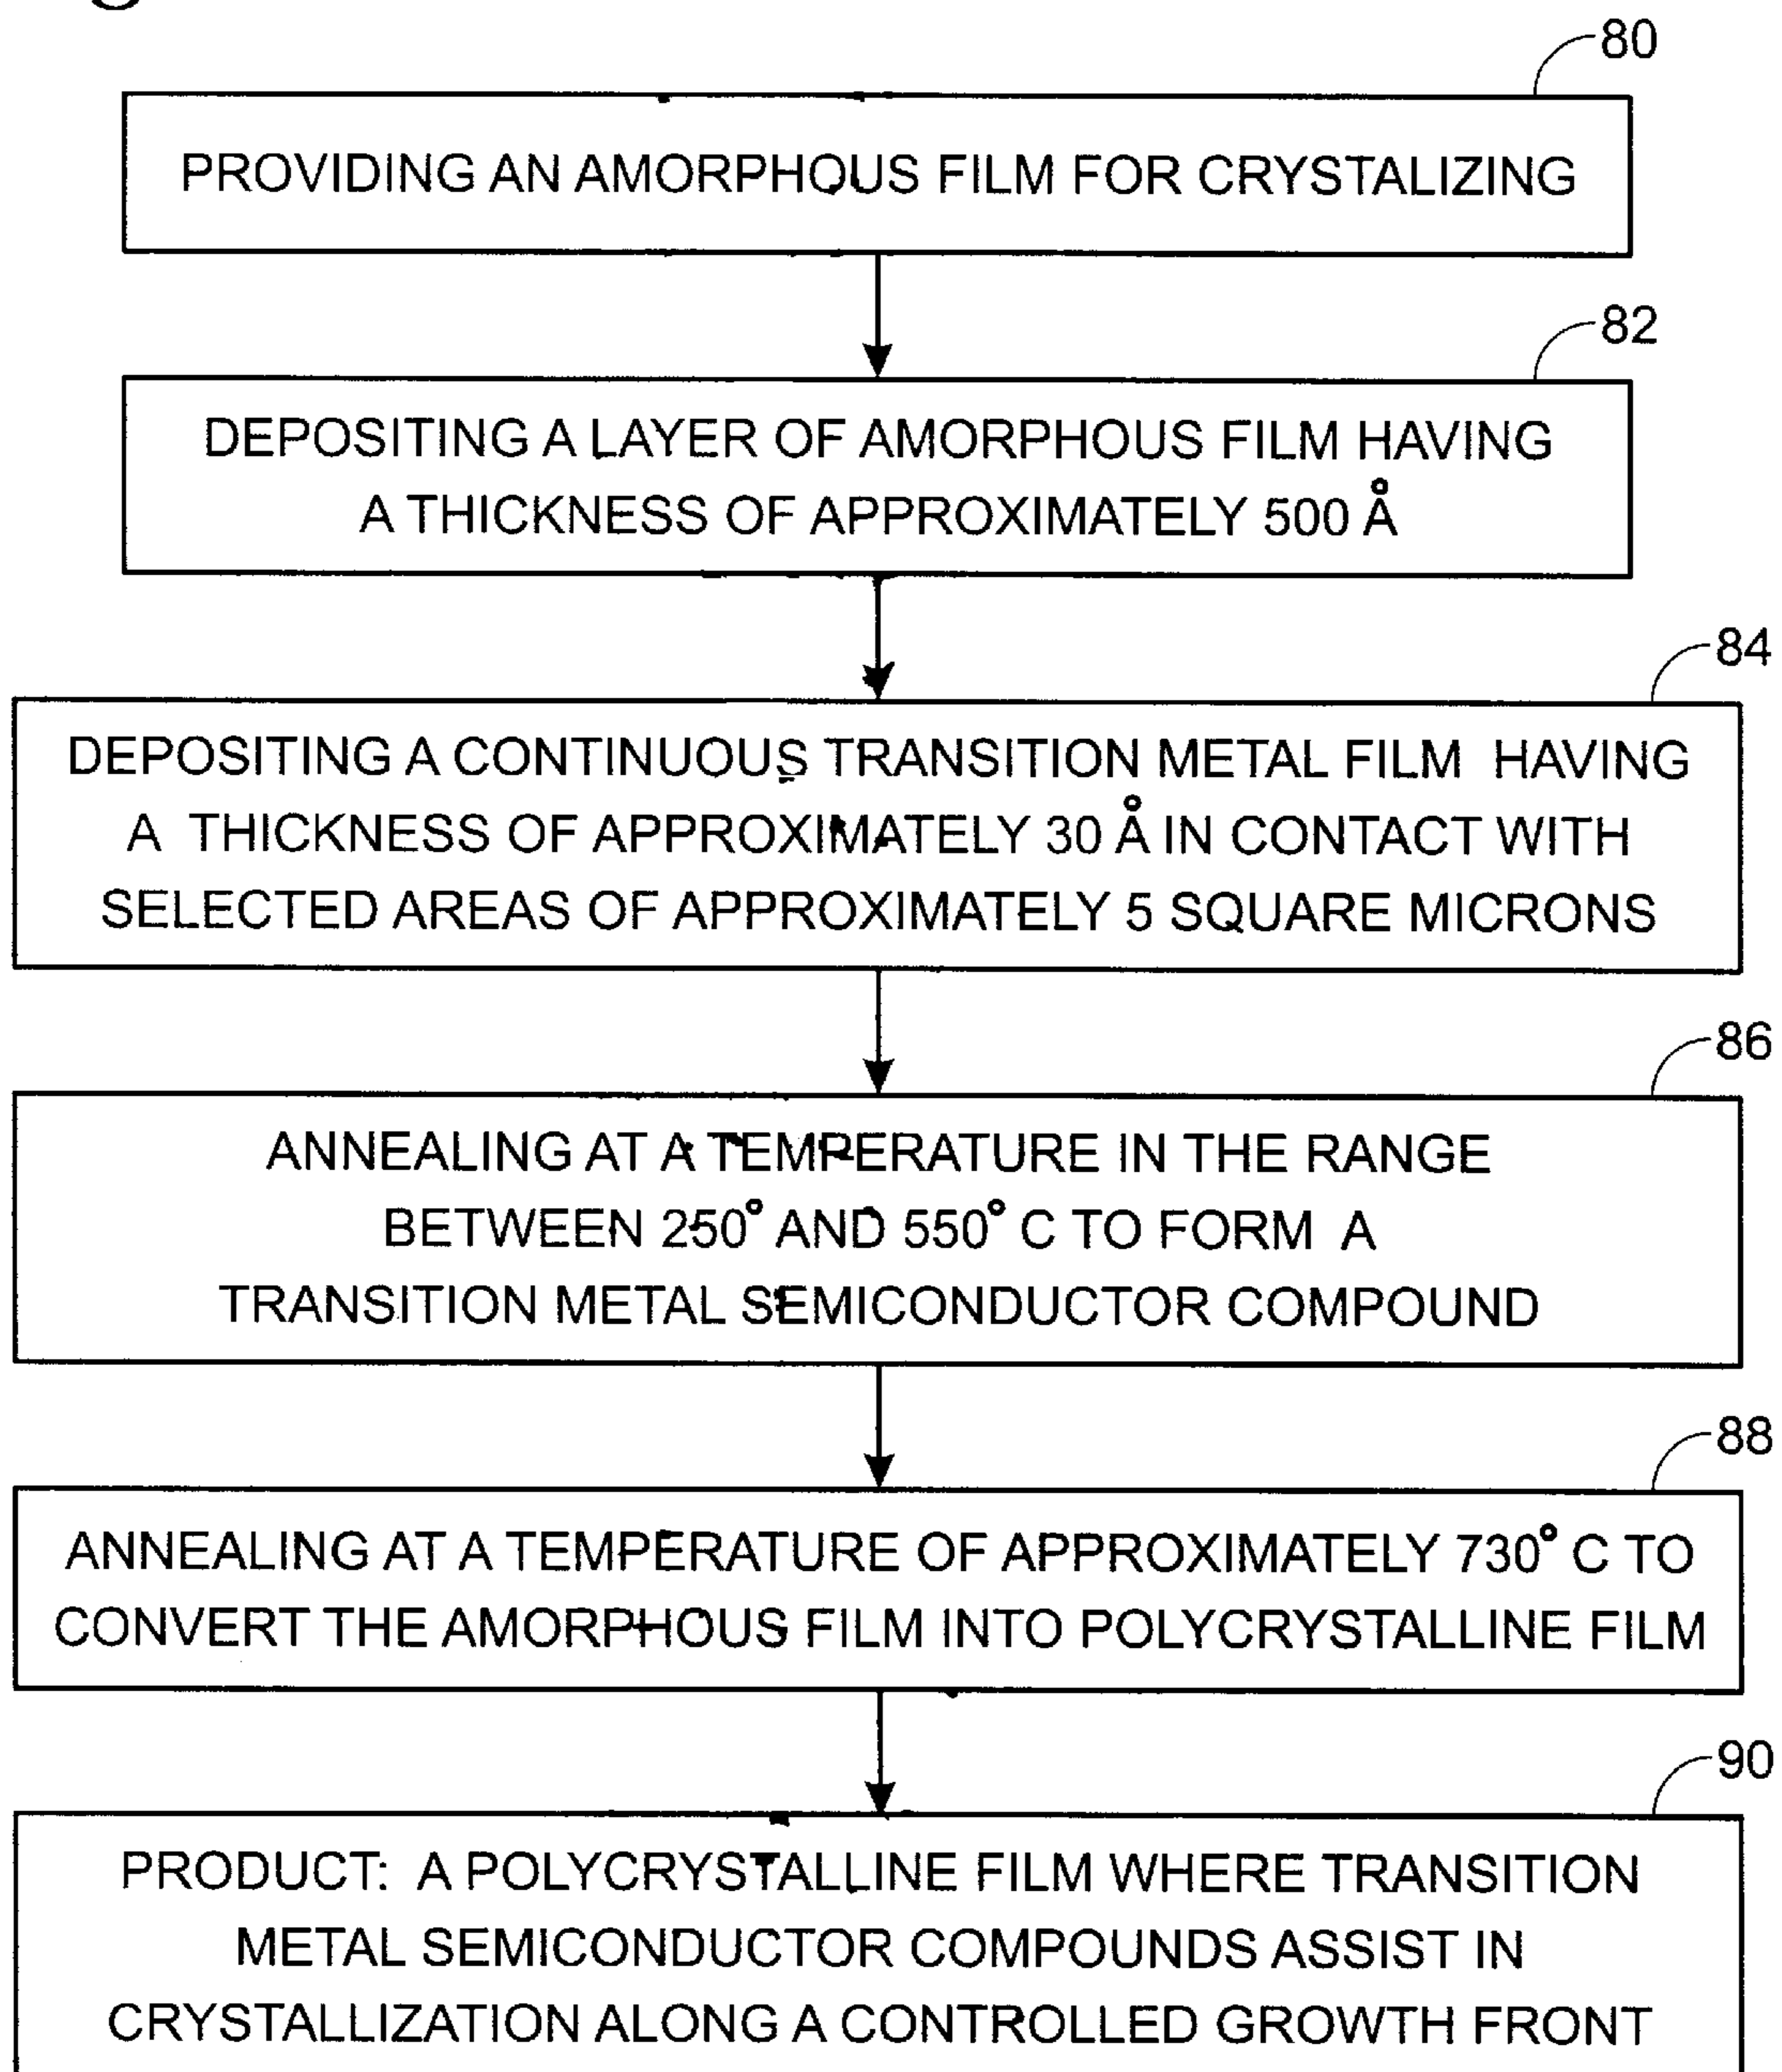 80
PROVIDING AN AMORPHOUS FILM FOR CRYSTALIZING
82
DEPOSITING A LAYER OF AMORPHOUS FILM HAVING
A THICKNESS OF APPROXIMATELY 500 Å
84
DEPOSITING A CONTINUOUS TRANSITION METAL FILM HAVING
A THICKNESS OF APPROXIMATELY 30 Å IN CONTACT WITH
SELECTED AREAS OF APPROXIMATELY 5 SQUARE MICRONS
86
ANNEALING AT A TEMPERATURE IN THE RANGE
BETWEEN 250° AND 550° C TO FORM A
TRANSITION METAL SEMICONDUCTOR COMPOUND
88
ANNEALING AT A TEMPERATURE OF APPROXIMATELY 730° C TO
CONVERT THE AMORPHOUS FILM INTO POLYCRYSTALLINE FILM
90
PRODUCT: A POLYCRYSTALLINE FILM WHERE TRANSITION
METAL SEMICONDUCTOR COMPOUNDS ASSIST IN
CRYSTALLIZATION ALONG A CONTROLLED GROWTH FRONT